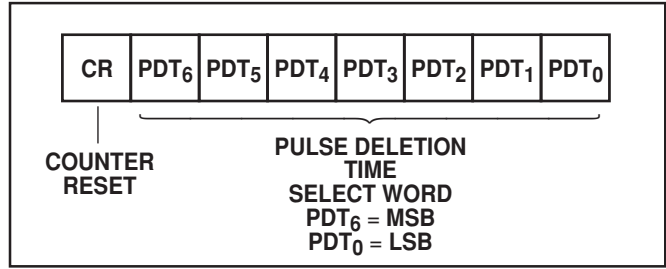 CR PDT₆ PDT₅ PDT₄ PDT₃ PDT₂ PDT₁ PDT₀
COUNTER
RESET
PULSE DELETION
TIME
SELECT WORD
PDT₆ = MSB
PDT₀ = LSB